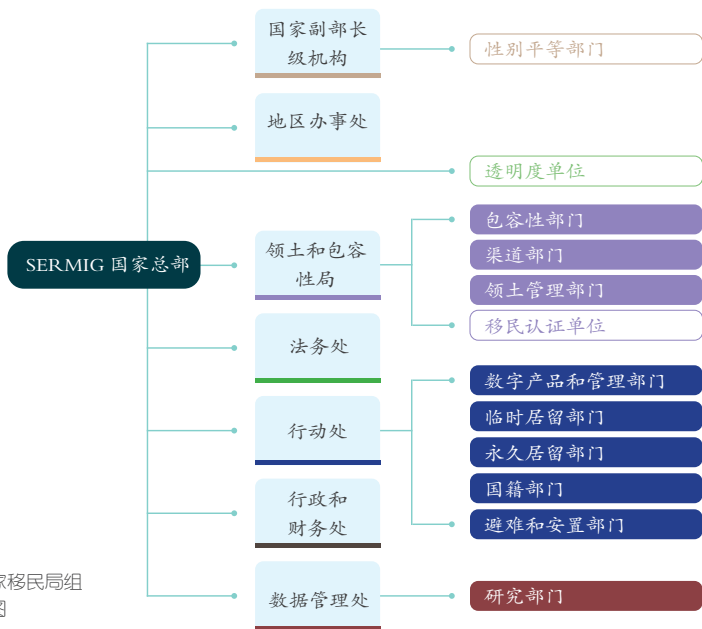 国家副部长
级机构
性别平等部门
地区办事处
透明度单位
SERMIG 国家总部
领土和包容
性局
包容性部门
渠道部门
领土管理部门
移民认证单位
法务处
行动处
数字产品和管理部门
临时居留部门
永久居留部门
国籍部门
避难和安置部门
行政和
财务处
数据管理处
研究部门
家移民局组
图